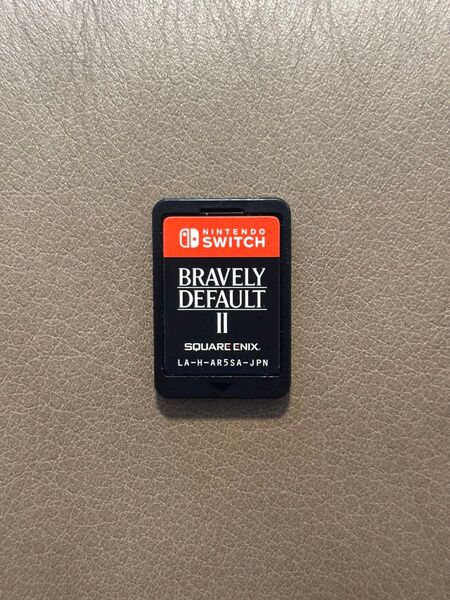 NINTENDO
SWITCH
BRAVELY
DEFAULT
II
SQUARE ENIX.
LA-H-AR5SA-JPN